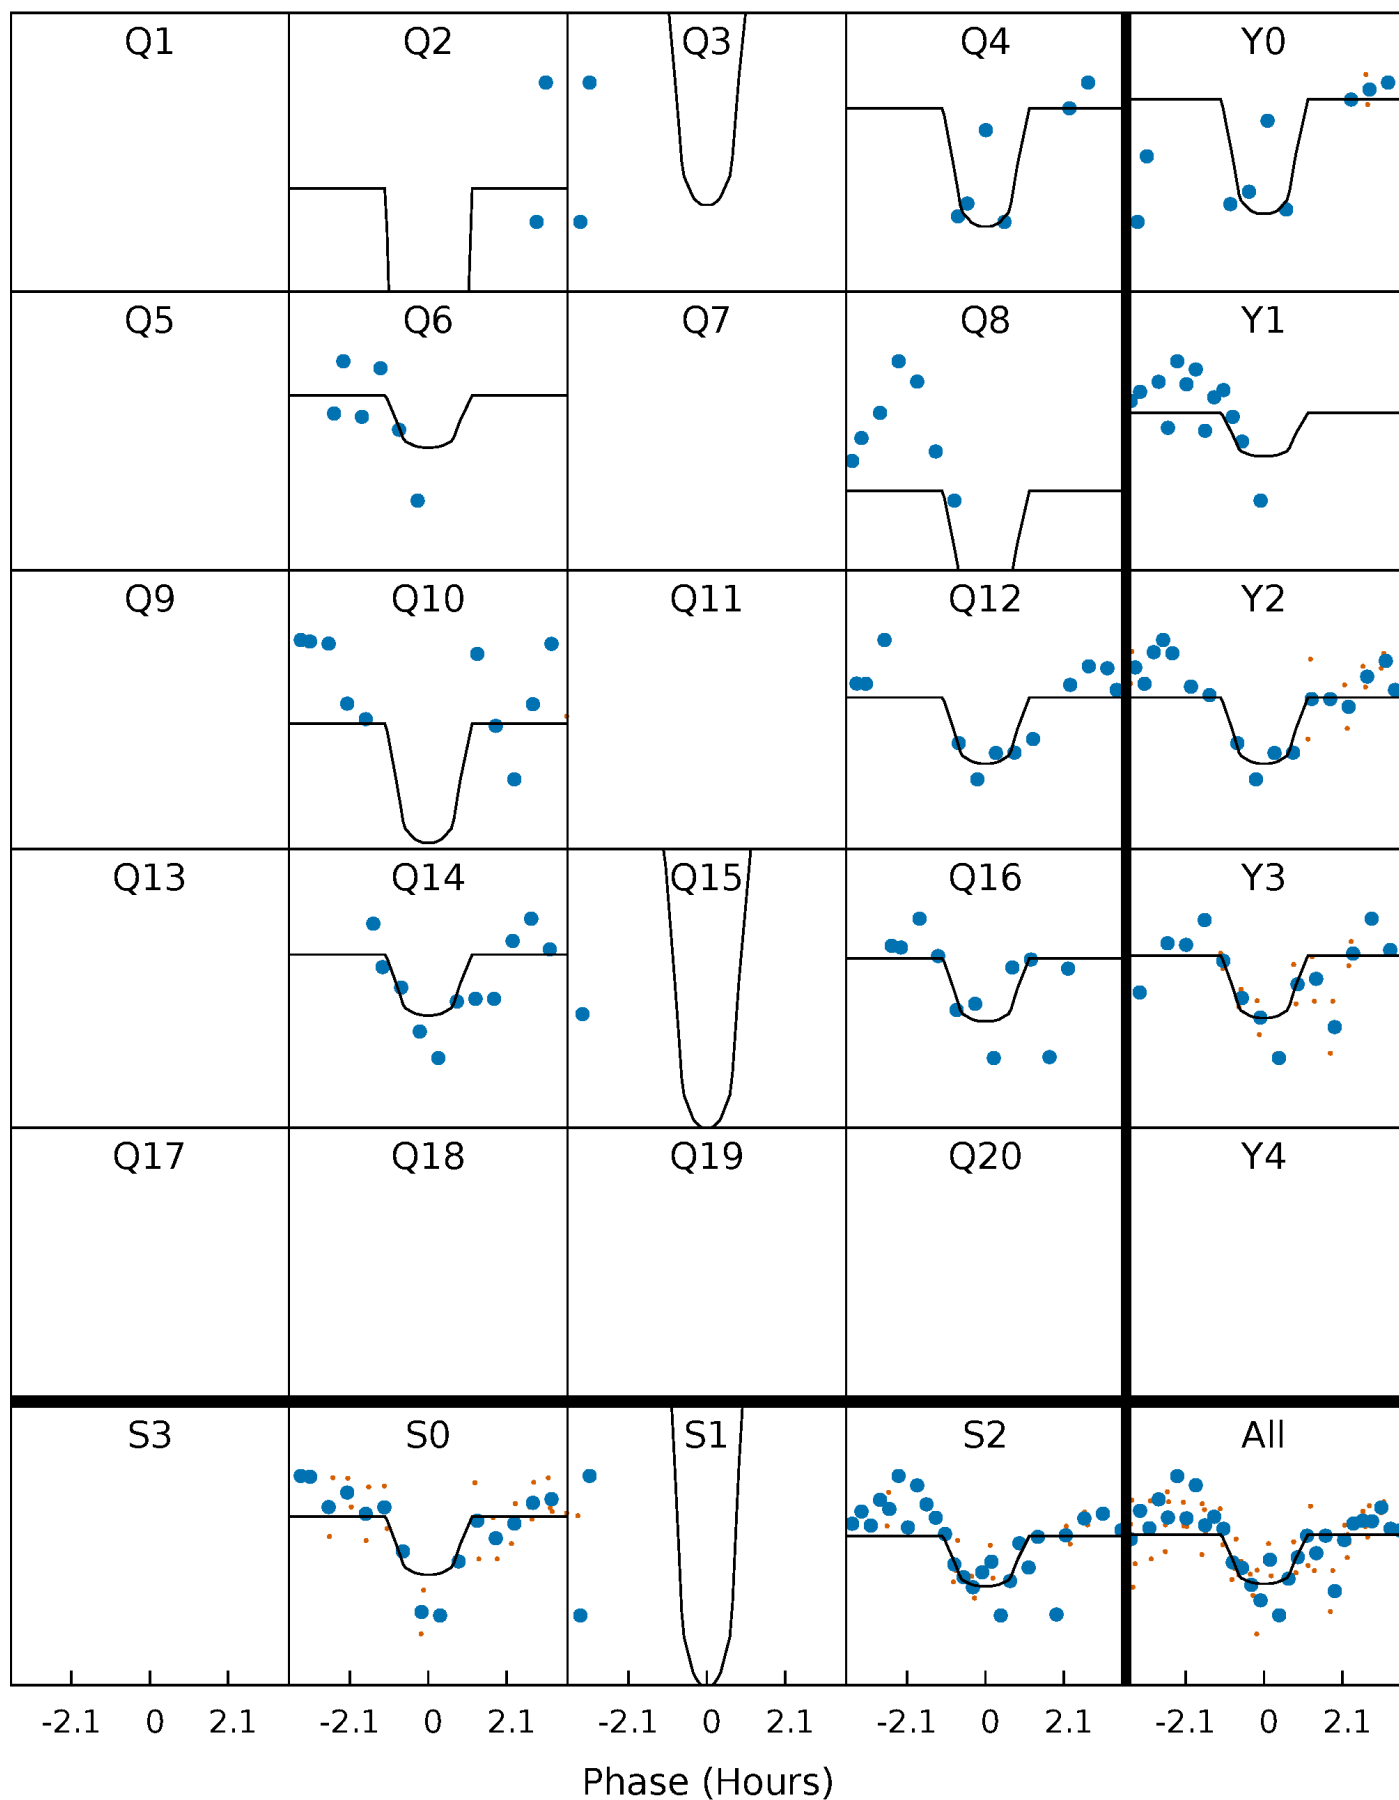 Q1 Q2 Q3 Q4 Y0
Q5 Q6 Q7 Q8 Y1
Q9 Q10 Q11 Q12 Y2
Q13 Q14 Q15 Q16 Y3
Q17 Q18 Q19 Q20 Y4
S3 S0 S1 S2 All
-2.1 0 2.1 -2.1 0 2.1 -2.1 0 2.1 -2.1 0 2.1 -2.1 0 2.1
Phase (Hours)